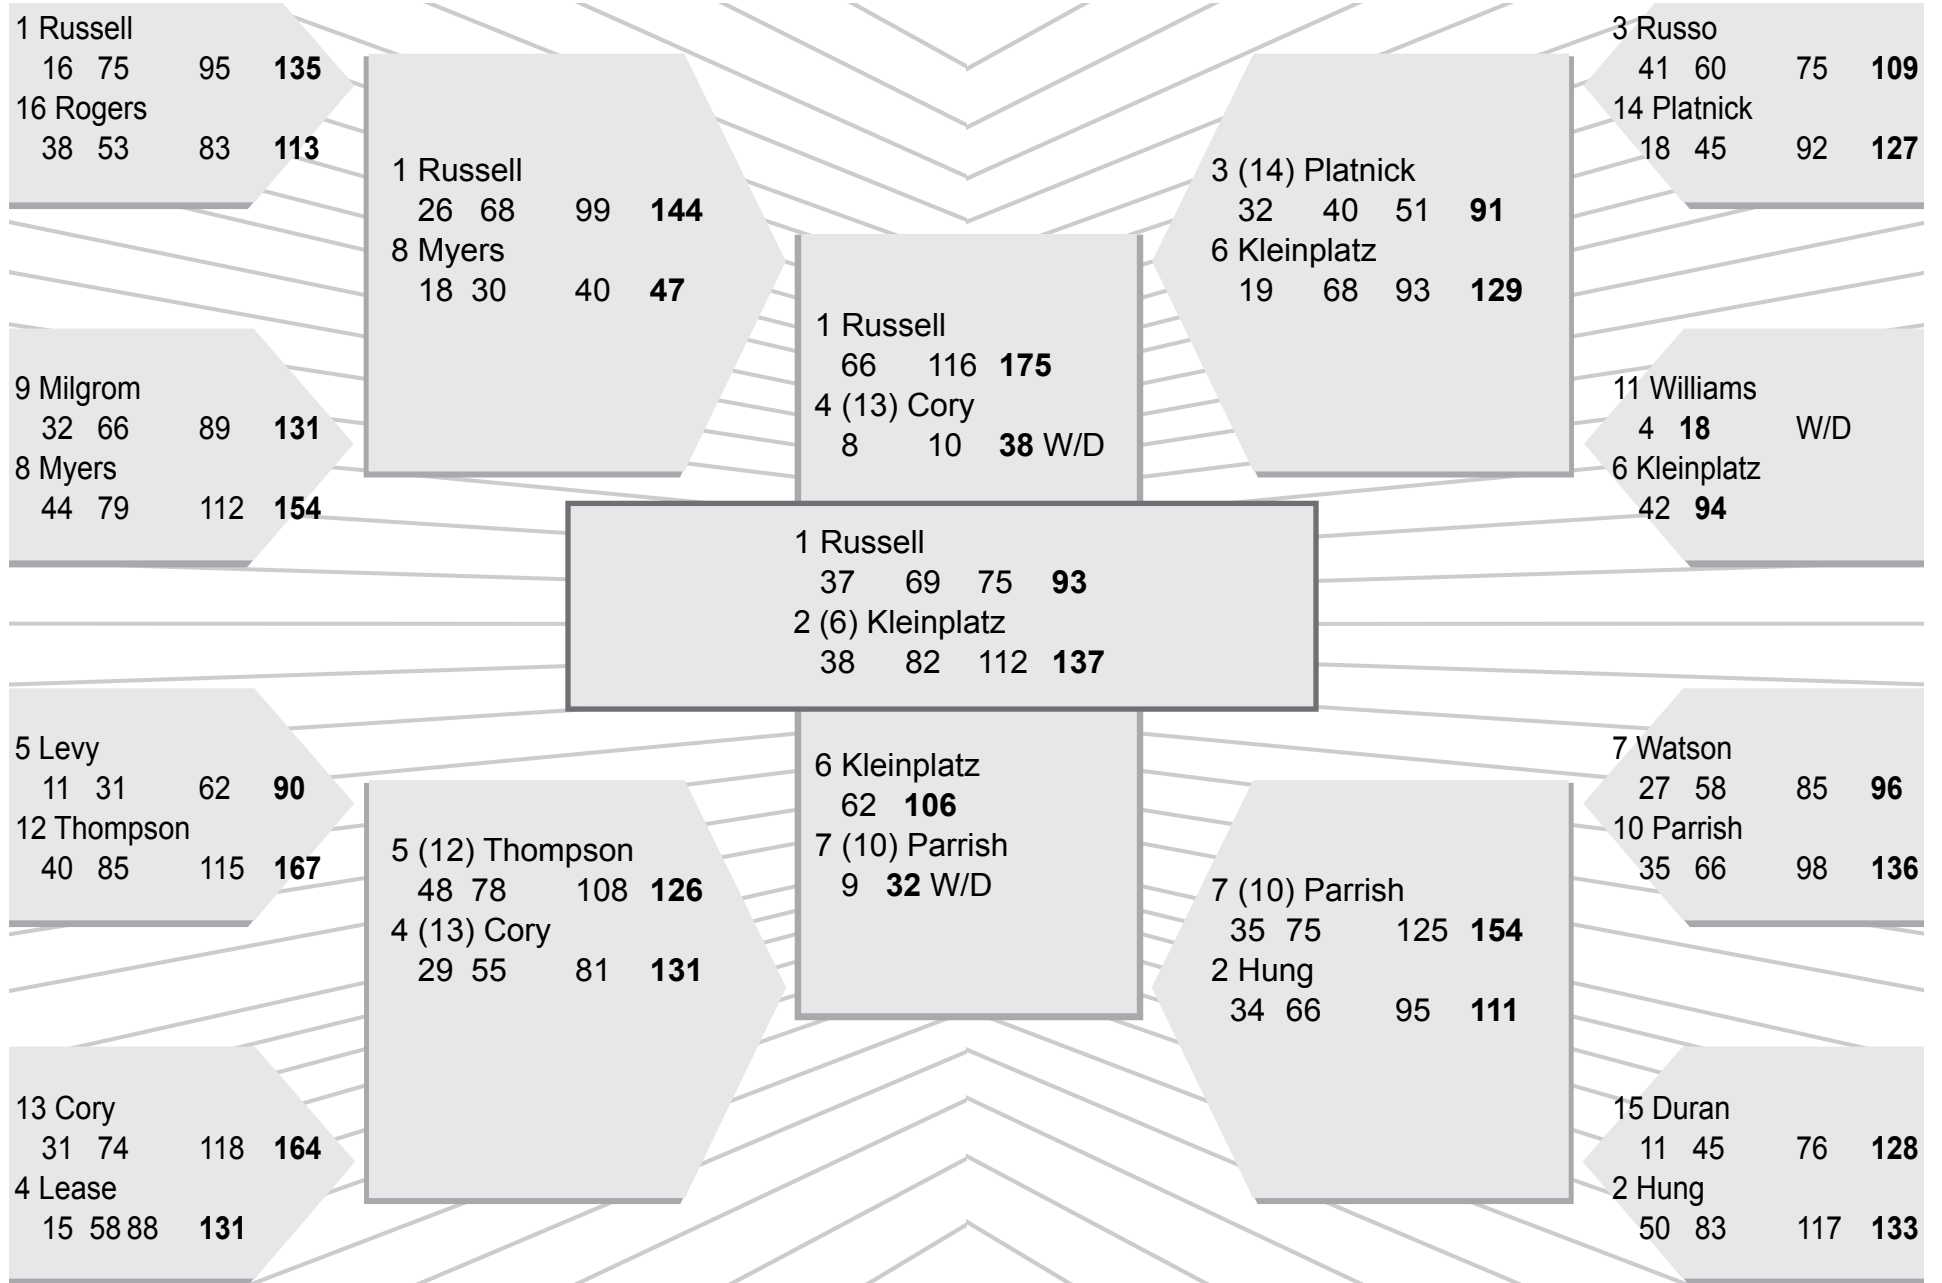 1 Russell
16 75 95 135
16 Rogers
38 53 83 113
9 Milgrom
32 66 89 131
8 Myers
44 79 112 154
5 Levy
11 31 62 90
12 Thompson
40 85 115 167
13 Cory
31 74 118 164
4 Lease
15 58 88 131
1 Russell
26 68 99 144
8 Myers
18 30 40 47
5 (12) Thompson
48 78 108 126
4 (13) Cory
29 55 81 131
1 Russell
66 116 175
4 (13) Cory
8 10 38 W/D
1 Russell
37 69 75 93
2 (6) Kleinplatz
38 82 112 137
6 Kleinplatz
62 106
7 (10) Parrish
9 32 W/D
3 (14) Platnick
32 40 51 91
6 Kleinplatz
19 68 93 129
7 (10) Parrish
35 75 125 154
2 Hung
34 66 95 111
3 Russo
41 60 75 109
14 Platnick
18 45 92 127
11 Williams
4 18 W/D
6 Kleinplatz
42 94
7 Watson
27 58 85 96
10 Parrish
35 66 98 136
15 Duran
11 45 76 128
2 Hung
50 83 117 133